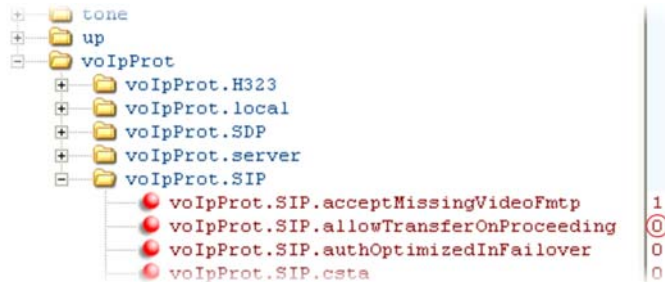 tone
up
voIpProt
voIpProt.H323
voIpProt.local
voIpProt.SDP
voIpProt.server
voIpProt.SIP
voIpProt.SIP.acceptMissingVideoFmtp 1
voIpProt.SIP.allowTransferOnProceeding 0
voIpProt.SIP.authOptimizedInFailover 0
voIpProt.SIP.csta 0